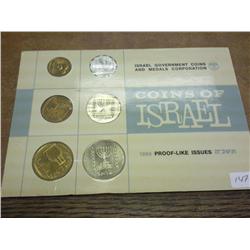 ISRAEL GOVERNMENT COINS
AND MEDALS CORPORATION
COINS OF
ISRAEL
PROOF-LIKE ISSUES
147